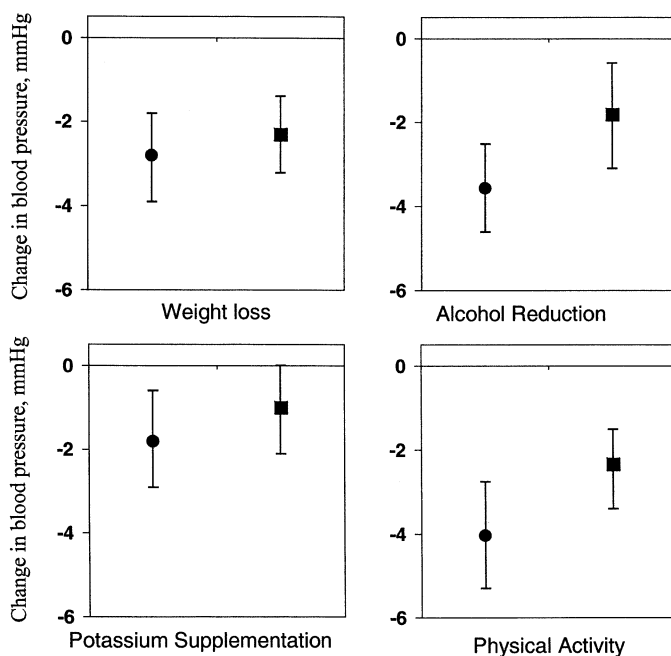 Change in blood pressure, mmHg
0
-2
-4
-6
Weight loss
0
-2
-4
-6
Alcohol Reduction
Change in blood pressure, mmHg
0
-2
-4
-6
Potassium Supplementation
0
-2
-4
-6
Physical Activity